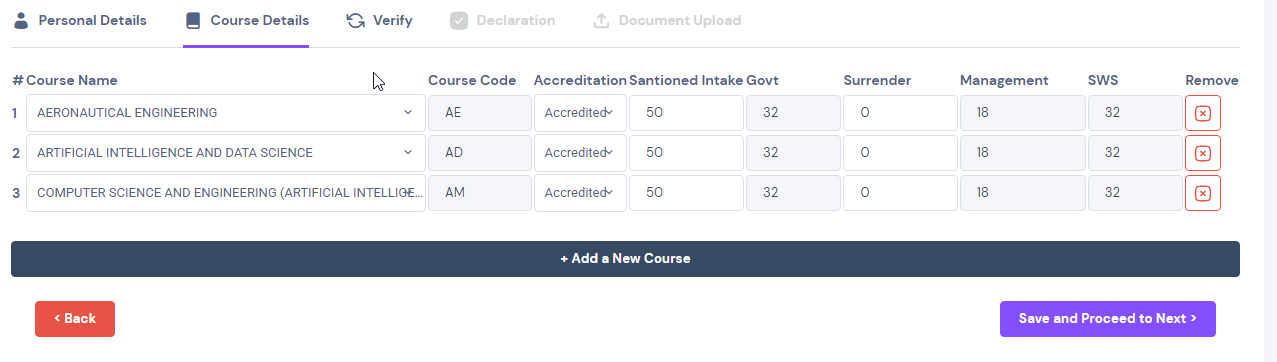 Personal Details Course Details Verify Declaration Document Upload
# Course Name Course Code Accreditation Santioned Intake Govt Surrender Management SWS Remove
1 AERONAUTICAL ENGINEERING AE Accredited 50 32 0 18 32
2 ARTIFICIAL INTELLIGENCE AND DATA SCIENCE AD Accredited 50 32 0 18 32
3 COMPUTER SCIENCE AND ENGINEERING (ARTIFICIAL INTELLIGE... AM Accredited 50 32 0 18 32
+ Add a New Course
< Back Save and Proceed to Next >